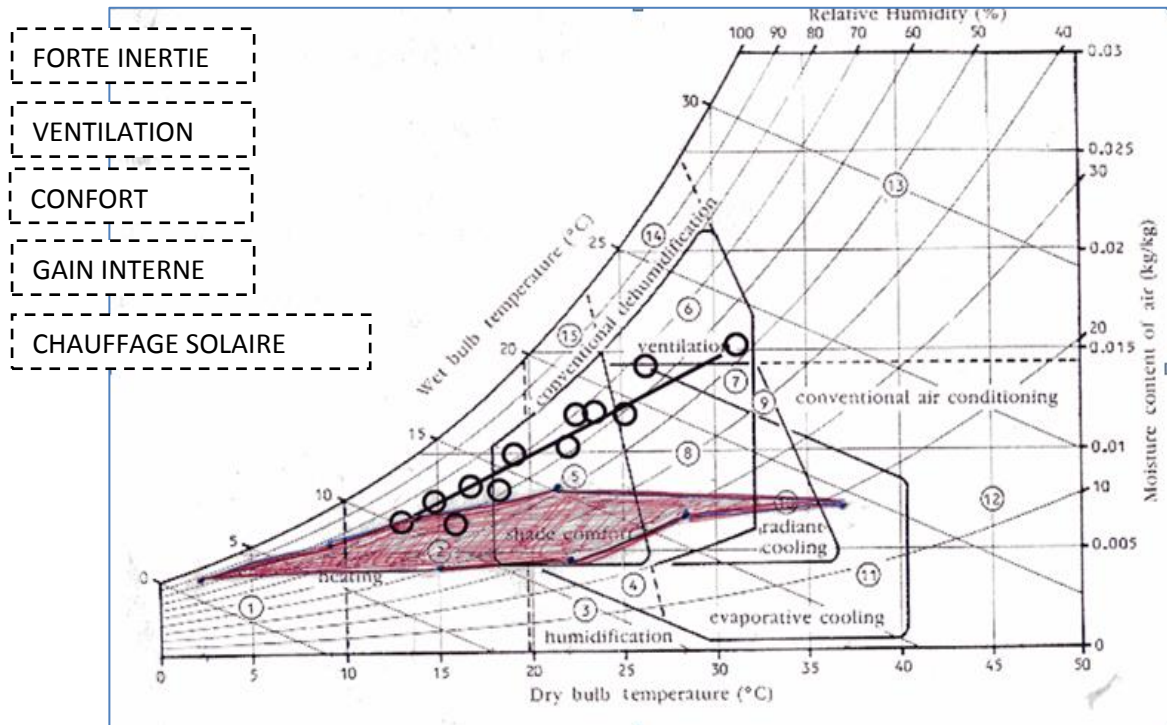 FORTE INERTIE
VENTILATION
CONFORT
GAIN INTERNE
CHAUFFAGE SOLAIRE
Relative Humidity (%)
100 90 80 70 60 50 40
0.03
30
0.025
30
13
25
14
0.02
Wet bulb temperature (°C)
conventional dehumidification
6
15
20
ventilation
0.015
20
7
9
conventional air conditioning
Moisture content of air (kg/kg)
15
8
0.01
5
10
12
10
shade comfort
radiant
cooling
5
2
0.005
heating
0
4
11
1
3
evaporative cooling
humidification
0
0 5 10 15 20 25 30 35 40 45 50
Dry bulb temperature (°C)